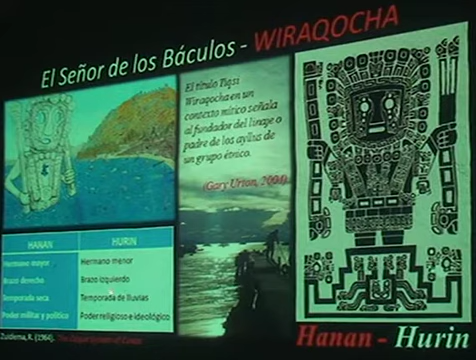 El Señor de los Báculos - WIRAQOCHA
El título Tiqsi
Wiraqocha en un
contexto mítico señala
al fundador del linaje o
padre de los ayllus de
un grupo étnico.
(Gary Urton, 2004)
HANAN HURIN
Hermano mayor Hermano menor
Brazo derecho Brazo izquierdo
Temporada seca Temporada de lluvias
Poder militar y político Poder religioso e ideológico
Zuidema, R. (1964).
Hanan - Hurin